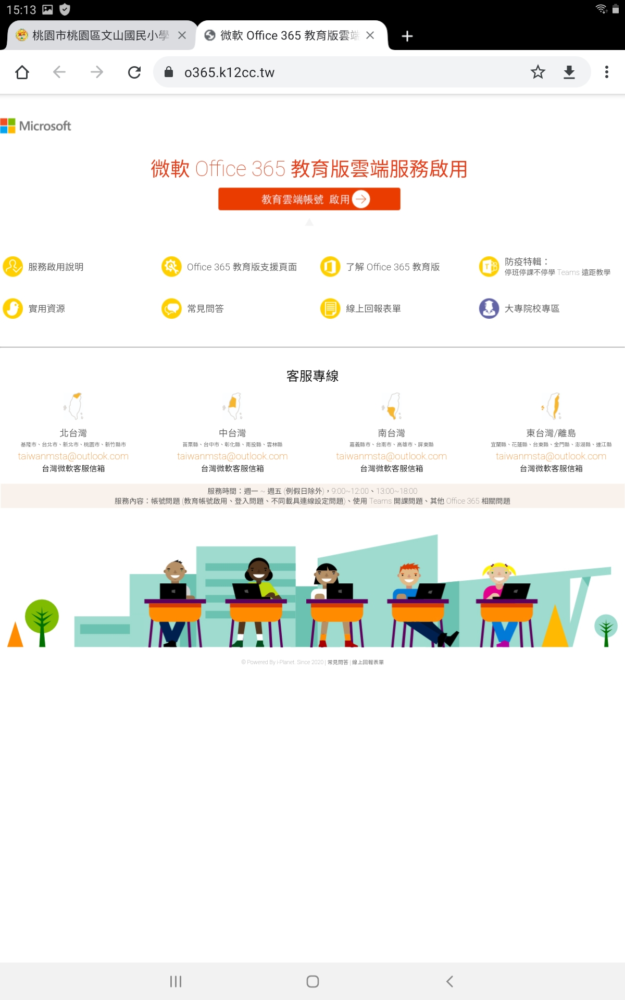 15:13
桃園市桃園區文山國民小學
微軟 Office 365 教育版雲端
o365.k12cc.tw
Microsoft
微軟 Office 365 教育版雲端服務啟用
教育雲端帳號 啟用
服務啟用說明
Office 365 教育版支援頁面
了解 Office 365 教育版
防疫特輯：
停班停課不停學 Teams 遠距教學
實用資源
常見問答
線上回報表單
大專院校專區
客服專線
北台灣
基隆市、台北市、新北市、桃園市、新竹縣市
taiwanmsta@outlook.com
台灣微軟客服信箱
中台灣
苗栗縣、台中市、彰化縣、南投縣、雲林縣
taiwanmsta@outlook.com
台灣微軟客服信箱
南台灣
嘉義縣市、台南市、高雄市、屏東縣
taiwanmsta@outlook.com
台灣微軟客服信箱
東台灣/離島
宜蘭縣、花蓮縣、台東縣、金門縣、澎湖縣、連江縣
taiwanmsta@outlook.com
台灣微軟客服信箱
服務時間：週一 ~ 週五 (例假日除外)，9:00~12:00、13:00~18:00
服務內容：帳號問題 (教育帳號啟用、登入問題、不同載具連線設定問題)、使用 Teams 開課問題、其他 Office 365 相關問題
© Powered By i-Planet. Since 2020 | 常見問答 | 線上回報表單